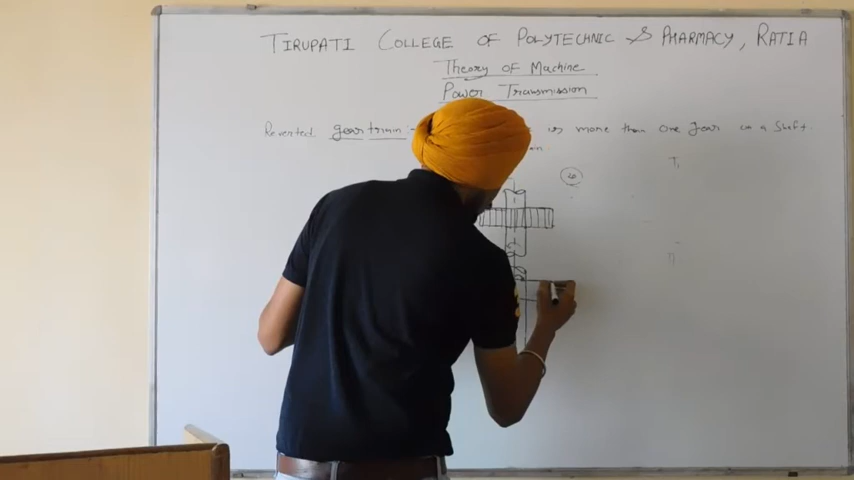 TIRUPATI COLLEGE OF POLYTECHNIC & PHARMACY, RATIA
Theory of Machine
Power Transmission
Reverted gear train :- is more than one gear on a shaft.
T₁